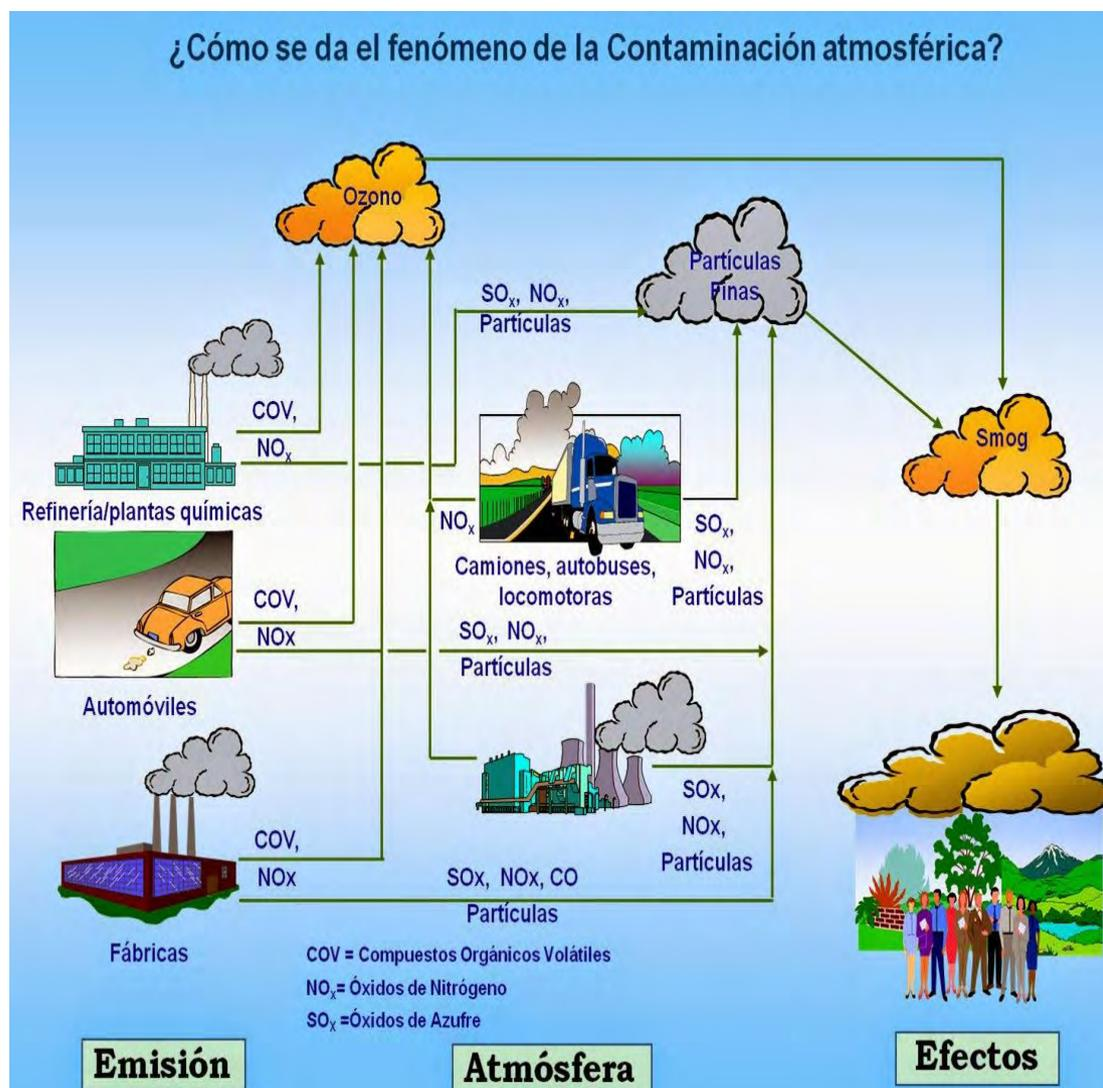 ¿Cómo se da el fenómeno de la Contaminación atmosférica?
Ozono
Partículas
Finas
SOx, NOx,
Partículas
COV,
NOx
Refinería/plantas químicas
Smog
NOx
SOx,
NOx,
Partículas
Camiones, autobuses,
locomotoras
COV,
NOx
SOx, NOx,
Partículas
Automóviles
SOx,
NOx,
Partículas
COV,
NOx
SOx, NOx, CO
Partículas
Fábricas
COV = Compuestos Orgánicos Volátiles
NOx= Óxidos de Nitrógeno
SOx =Óxidos de Azufre
Emisión
Atmósfera
Efectos